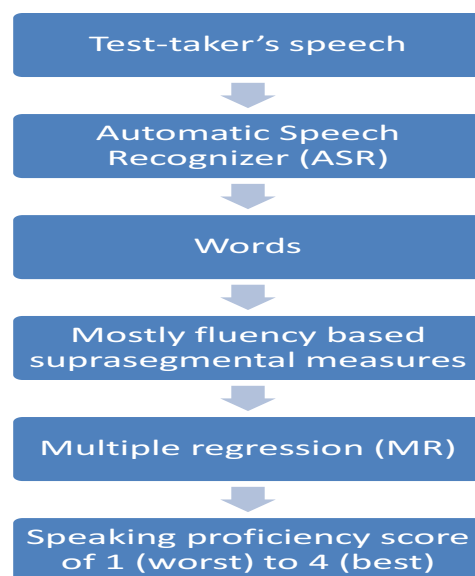 Test-taker’s speech
Automatic Speech
Recognizer (ASR)
Words
Mostly fluency based
suprasegmental measures
Multiple regression (MR)
Speaking proficiency score
of 1 (worst) to 4 (best)